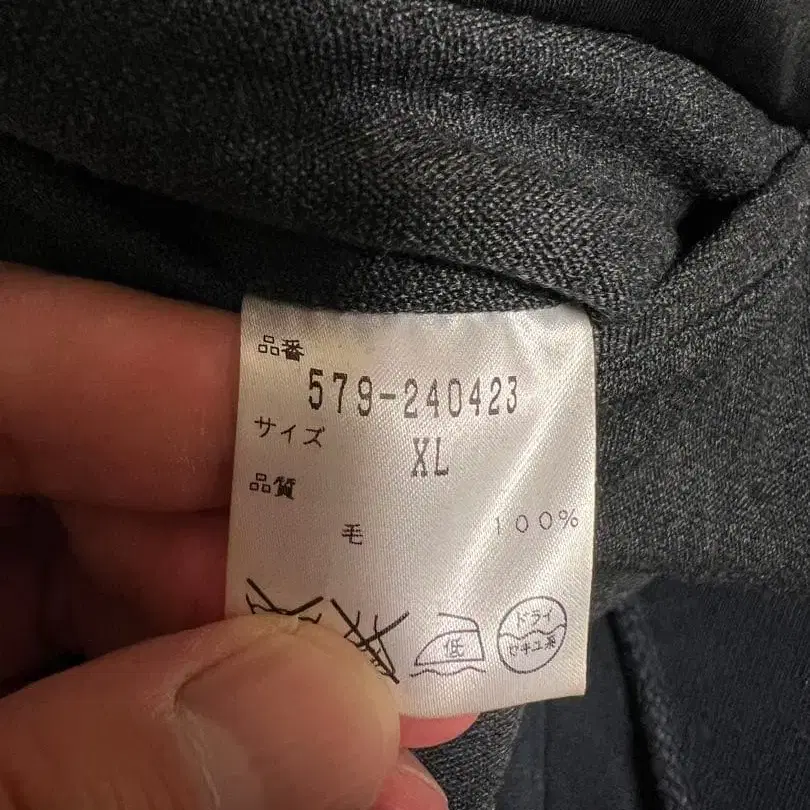 品番
579-240423
サイズ
XL
品質
毛 100%
低
ドライ
セキユ系